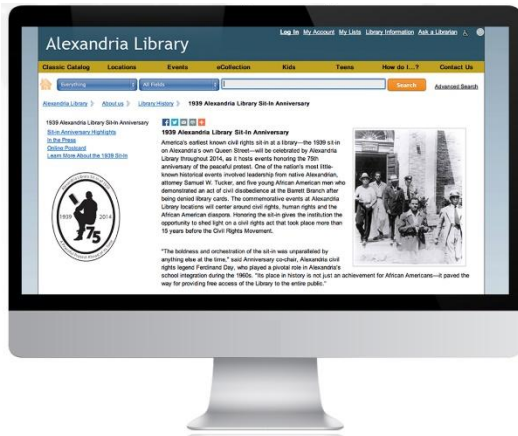 Log In My Account My Lists Library Information Ask a Librarian
Alexandria Library
Classic Catalog Locations Events eCollection Kids Teens How do I...? Contact Us
Everything All Fields Search Advanced Search
Alexandria Library > About us > Library History > 1939 Alexandria Library Sit-In Anniversary
1939 Alexandria Library Sit-In Anniversary
Sit-in Anniversary Highlights
In the Press
Online Postcard
Learn More About the 1939 Sit-In
1939 2014
75
1939 Alexandria Library Sit-In Anniversary
America's earliest known civil rights sit-in at a library—the 1939 sit-in
on Alexandria's own Queen Street—will be celebrated by Alexandria
Library throughout 2014, as it hosts events honoring the 75th
anniversary of the peaceful protest. One of the nation's most little-
known historical events involved leadership from native Alexandrian,
attorney Samuel W. Tucker, and five young African American men who
demonstrated an act of civil disobedience at the Barrett Branch after
being denied library cards. The commemorative events at Alexandria
Library locations will center around civil rights, human rights and the
African American diaspora. Honoring the sit-in gives the institution the
opportunity to shed light on a civil rights act that took place more than
15 years before the Civil Rights Movement.
"The boldness and orchestration of the sit-in was unparalleled by
anything else at the time," said Anniversary co-chair, Alexandria civil
rights legend Ferdinand Day, who played a pivotal role in Alexandria's
school integration during the 1960s. "Its place in history is not just an achievement for African Americans—it paved the
way for providing free access of the Library to the entire public."